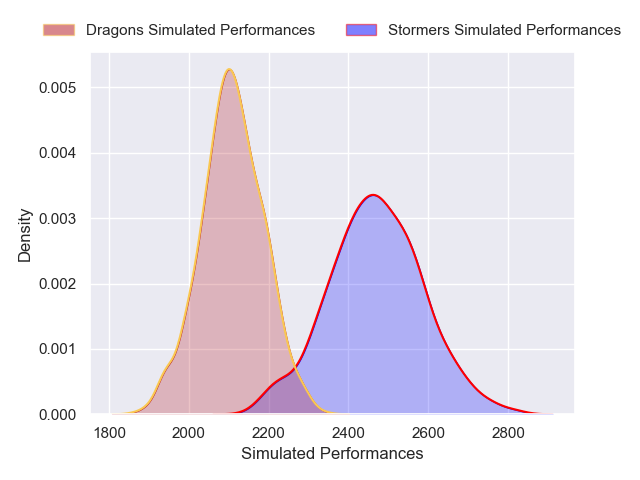 Dragons Simulated Performances
Stormers Simulated Performances
0.005
0.004
0.003
0.002
0.001
0.000
Density
1800 2000 2200 2400 2600 2800
Simulated Performances